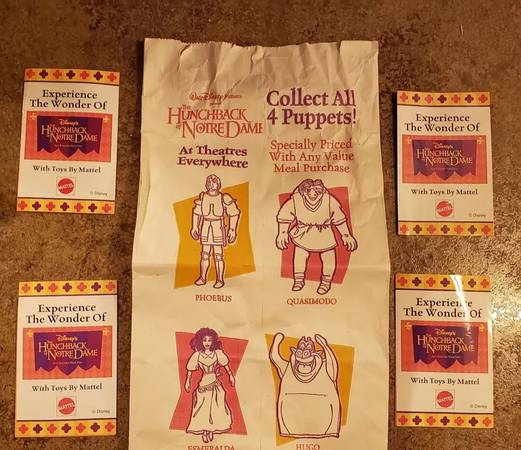 Experience
The Wonder Of
Disney's
HUNCHBACK
of NOTRE DAME
With Toys By Mattel
MATTEL
© Disney
Experience
The Wonder Of
Disney's
HUNCHBACK
of NOTRE DAME
With Toys By Mattel
MATTEL
© Disney
Walt Disney Pictures
The
HUNCHBACK
of NOTRE DAME
At Theatres
Everywhere
Collect All
4 Puppets!
Specially Priced
With Any Value
Meal Purchase
PHOEBUS
QUASIMODO
ESMERALDA
HUGO
Experience
The Wonder Of
Disney's
HUNCHBACK
of NOTRE DAME
With Toys By Mattel
MATTEL
© Disney
Experience
The Wonder Of
Disney's
HUNCHBACK
of NOTRE DAME
With Toys By Mattel
MATTEL
© Disney